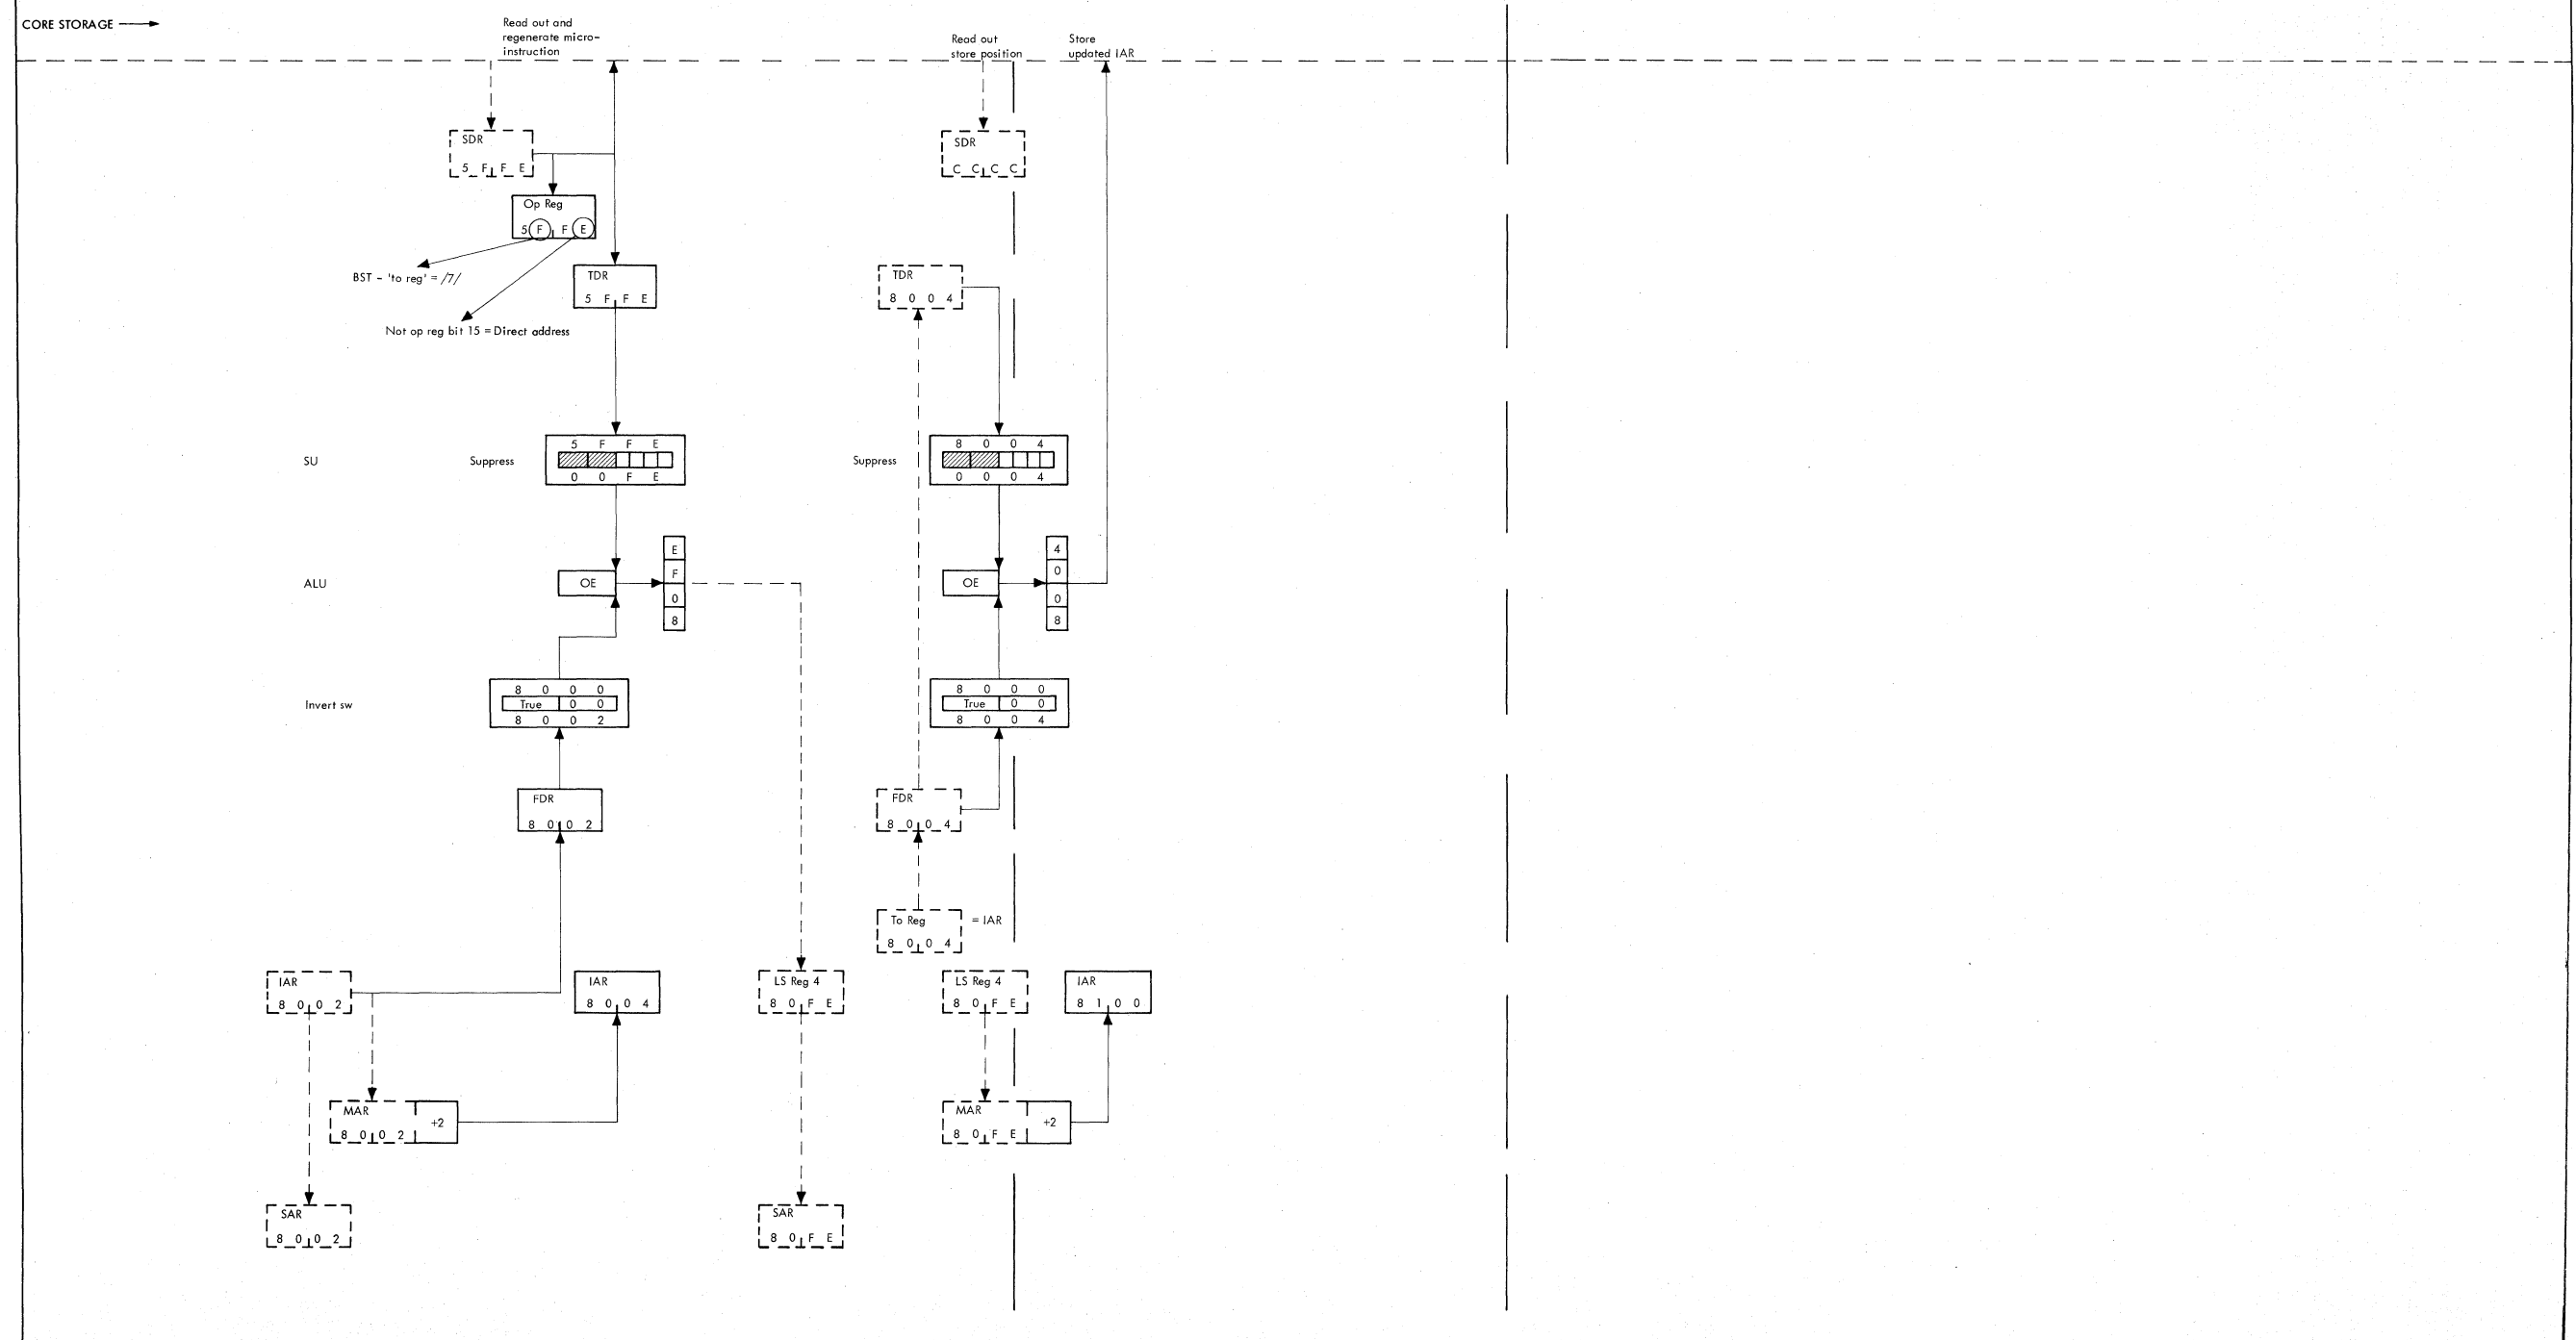 CORE STORAGE
Read out and
regenerate micro-
instruction
Read out
store position
Store
updated IAR
SDR
5 F F E
SDR
C C C C
Op Reg
5 F F E
BST - 'to reg' = /7/
Not op reg bit 15 = Direct address
TDR
5 F F E
TDR
8 0 0 4
SU
Suppress
5 F F E
0 0 F E
Suppress
8 0 0 4
0 0 0 4
ALU
OE
E
F
0
8
OE
4
0
0
8
Invert sw
8 0 0 0
True 0 0
8 0 0 2
8 0 0 0
True 0 0
8 0 0 4
FDR
8 0 0 2
FDR
8 0 0 4
To Reg
8 0 0 4
= IAR
IAR
8 0 0 2
IAR
8 0 0 4
LS Reg 4
8 0 F E
LS Reg 4
8 0 F E
IAR
8 1 0 0
MAR
8 0 0 2
+2
MAR
8 0 F E
+2
SAR
8 0 0 2
SAR
8 0 F E